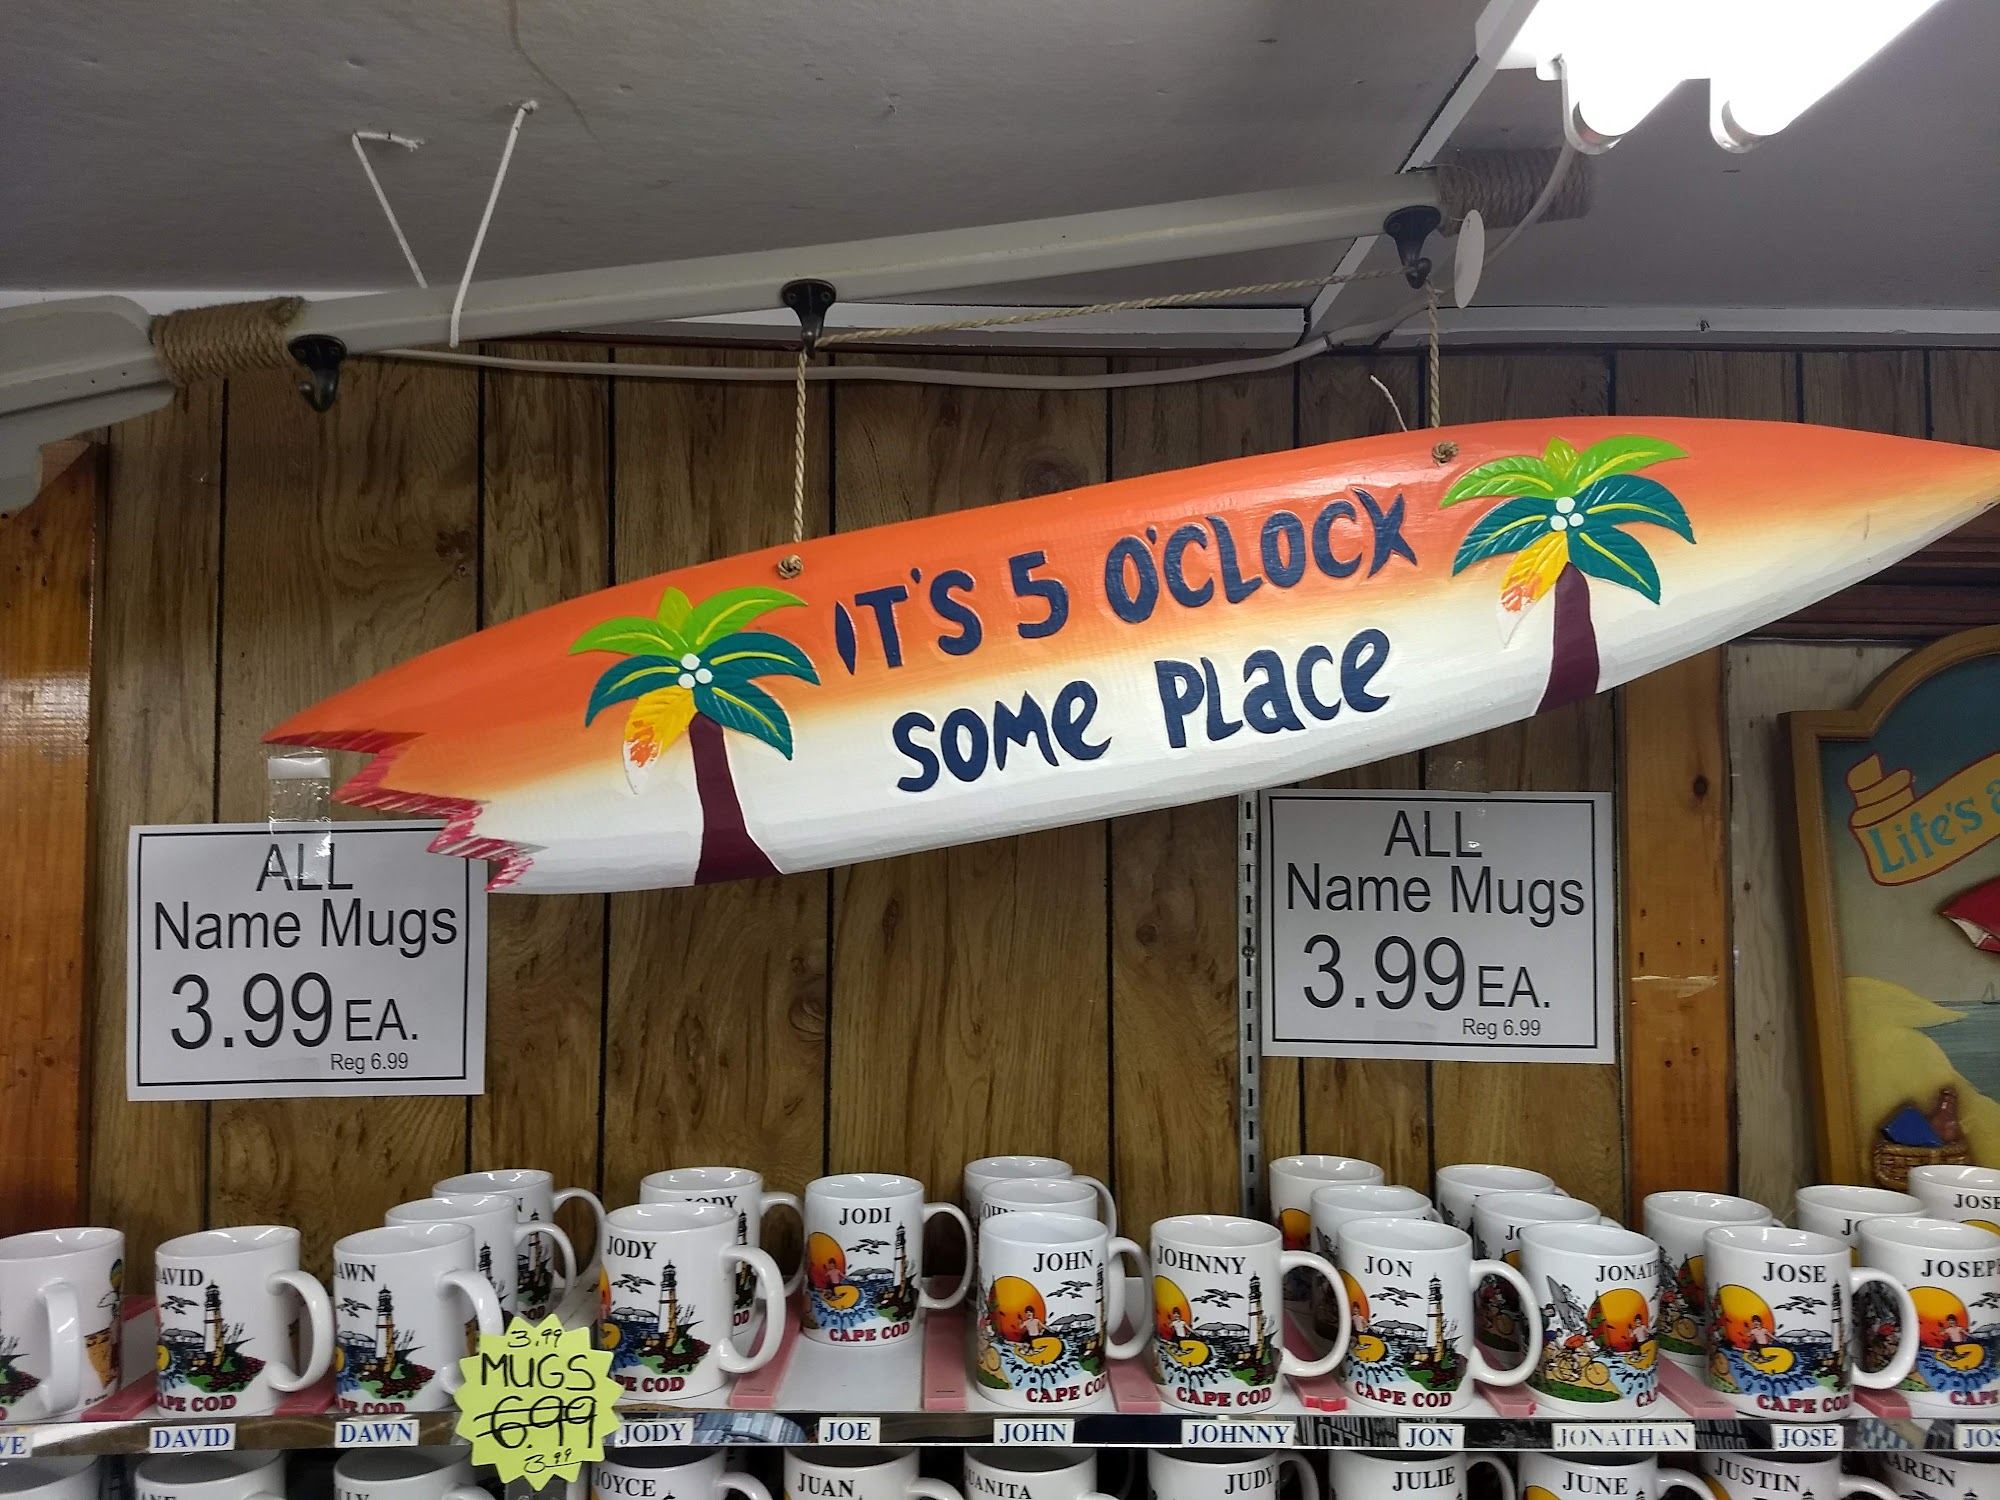 IT'S 5 O'CLOCK
SOME PLACE
ALL
Name Mugs
3.99 EA.
Reg 6.99
ALL
Name Mugs
3.99 EA.
Reg 6.99
Life's a
JODY
JODY
JODI
CAPE COD
JOHN
CAPE COD
JOHNNY
CAPE COD
JON
CAPE COD
JOSE
CAPE COD
DAWN
DAVID
3.99
MUGS
6.99
3.99
DAVID
DAWN
JODY
JOE
JOHN
JOHNNY
JON
JONATHAN
JOSE
JUAN
JUDY
JULIE
JUNE
JUSTIN